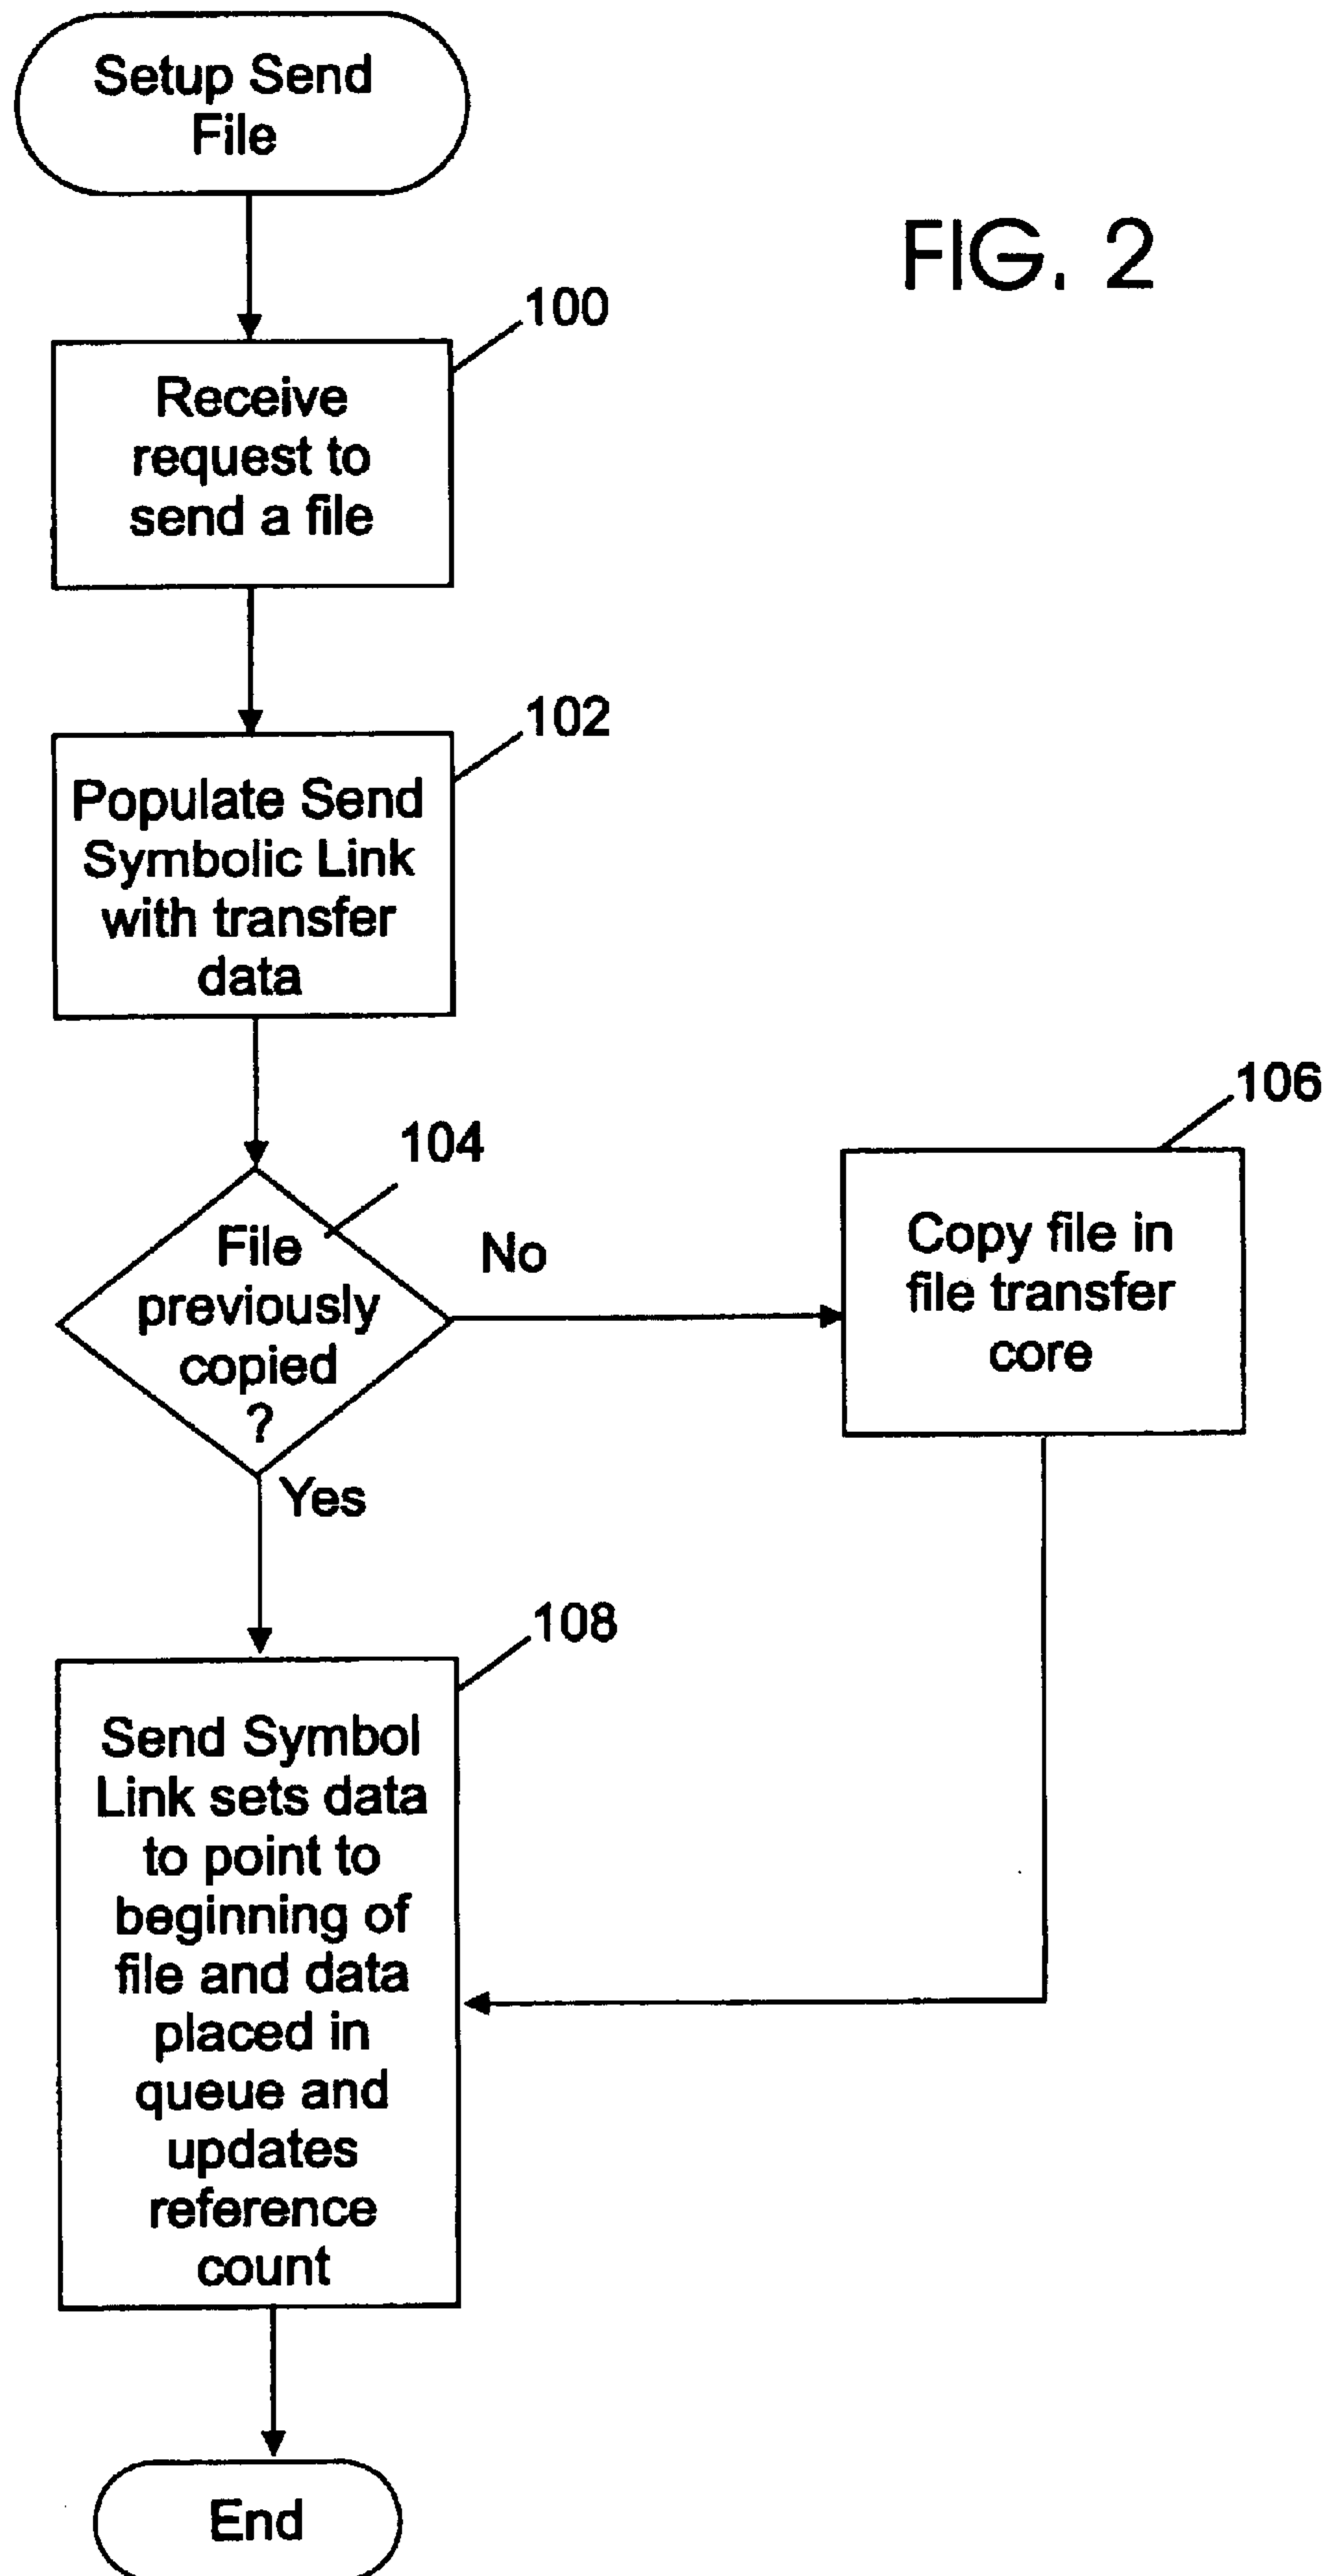 Setup Send
File
FIG. 2
100
Receive
request to
send a file
102
Populate Send
Symbolic Link
with transfer
data
104
File
previously
copied
?
No
Yes
106
Copy file in
file transfer
core
108
Send Symbol
Link sets data
to point to
beginning of
file and data
placed in
queue and
updates
reference
count
End